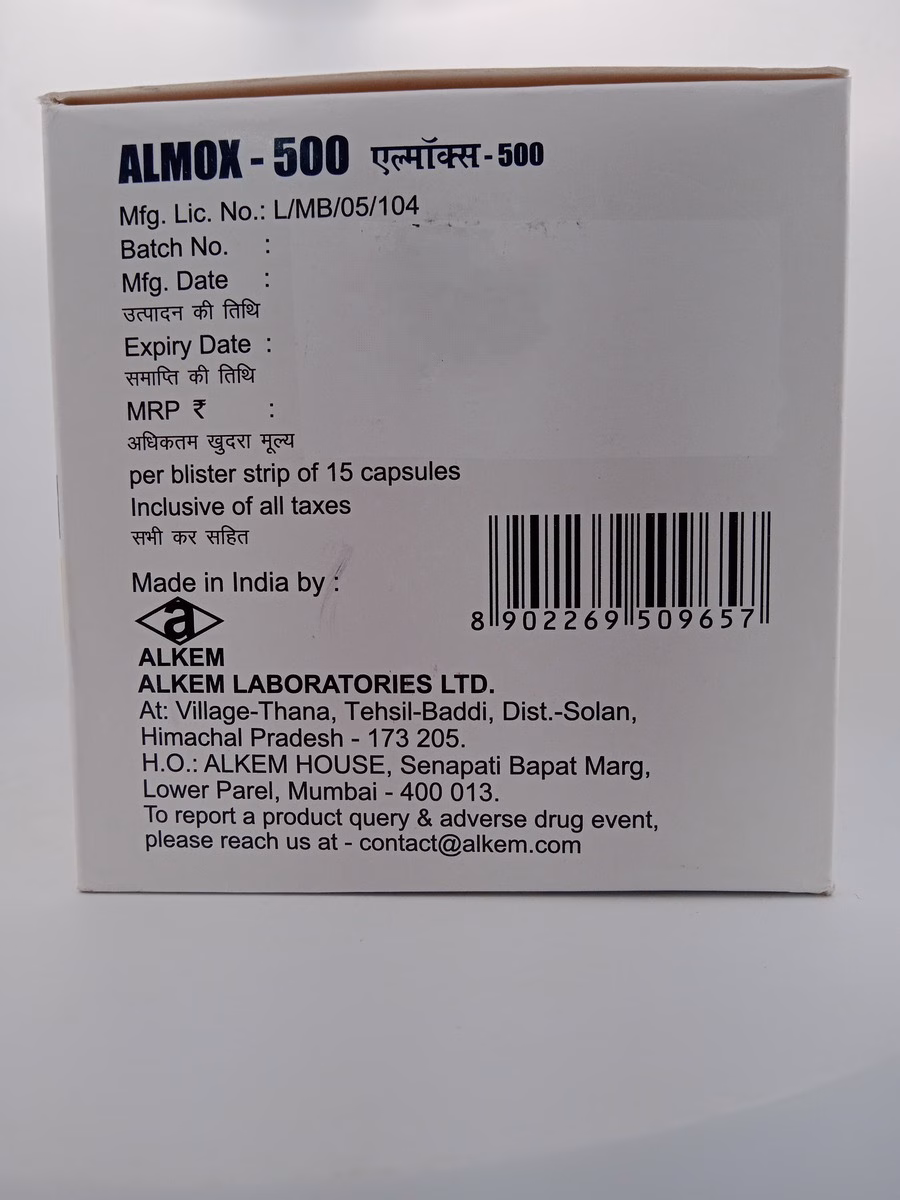 ALMOX - 500 एल्मॉक्स - 500
Mfg. Lic. No.: L/MB/05/104
Batch No. :
Mfg. Date :
उत्पादन की तिथि
Expiry Date :
समाप्ति की तिथि
MRP ₹ :
अधिकतम खुदरा मूल्य
per blister strip of 15 capsules
Inclusive of all taxes
सभी कर सहित
Made in India by :
a
ALKEM
8 902269 509657
ALKEM LABORATORIES LTD.
At: Village-Thana, Tehsil-Baddi, Dist.-Solan,
Himachal Pradesh - 173 205.
H.O.: ALKEM HOUSE, Senapati Bapat Marg,
Lower Parel, Mumbai - 400 013.
To report a product query & adverse drug event,
please reach us at - contact@alkem.com